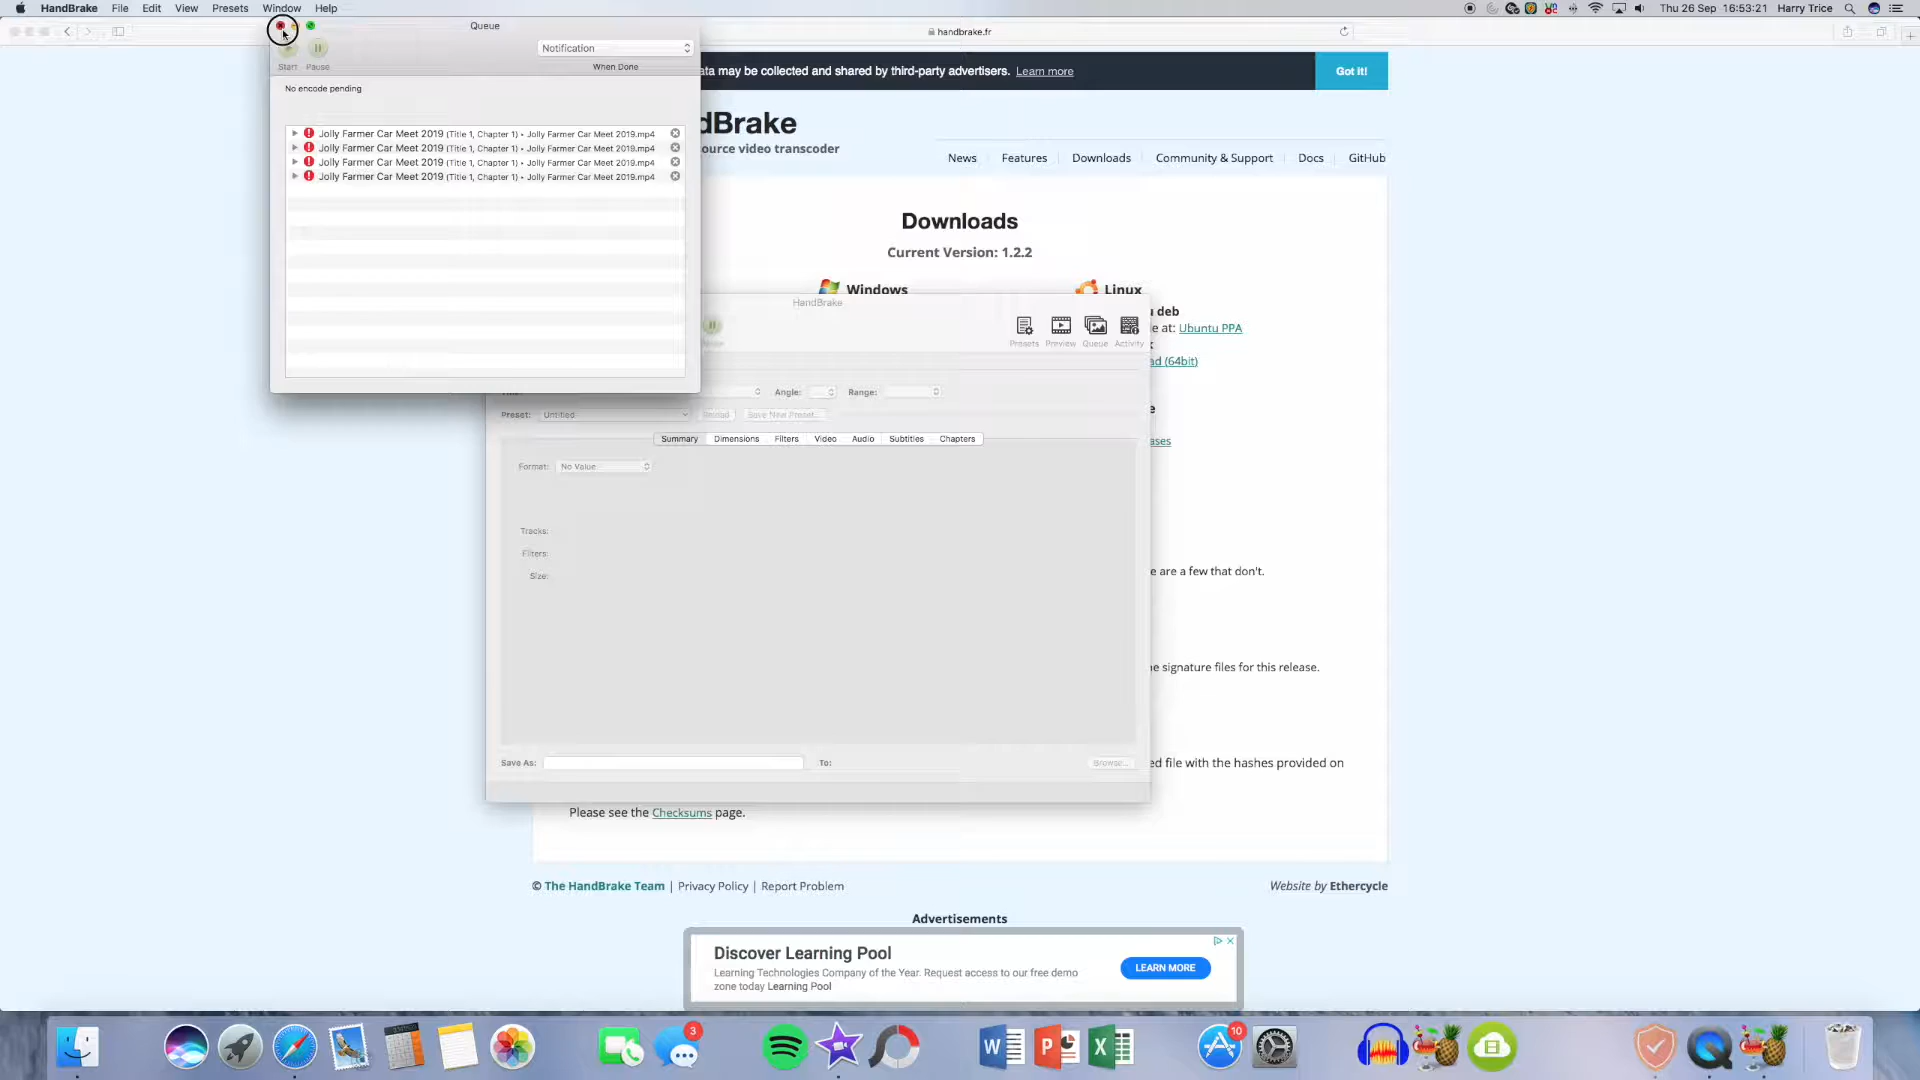 HandBrake File Edit View Presets Window Help
Thu 26 Sep 16:53:21 Harry Trice
Queue
handbrake.fr
Notification
Start Pause
When Done
ata may be collected and shared by third-party advertisers. Learn more
Got it!
No encode pending
dBrake
ource video transcoder
Jolly Farmer Car Meet 2019 (Title 1, Chapter 1) • Jolly Farmer Car Meet 2019.mp4
Jolly Farmer Car Meet 2019 (Title 1, Chapter 1) • Jolly Farmer Car Meet 2019.mp4
Jolly Farmer Car Meet 2019 (Title 1, Chapter 1) • Jolly Farmer Car Meet 2019.mp4
Jolly Farmer Car Meet 2019 (Title 1, Chapter 1) • Jolly Farmer Car Meet 2019.mp4
News Features Downloads Community & Support Docs GitHub
Downloads
Current Version: 1.2.2
Windows Linux
HandBrake
u deb
e at: Ubuntu PPA
Presets Preview Queue Activity
ad (64bit)
Angle: Range:
Preset: Untitled Reload Save New Preset...
Summary Dimensions Filters Video Audio Subtitles Chapters
ases
Format: No Value
Tracks:
Filters:
Size:
e are a few that don't.
he signature files for this release.
Save As: To: Browse...
ed file with the hashes provided on
Please see the Checksums page.
© The HandBrake Team | Privacy Policy | Report Problem
Website by Ethercycle
Advertisements
Discover Learning Pool
Learning Technologies Company of the Year. Request access to our free demo
zone today Learning Pool
LEARN MORE
3
10
W P X